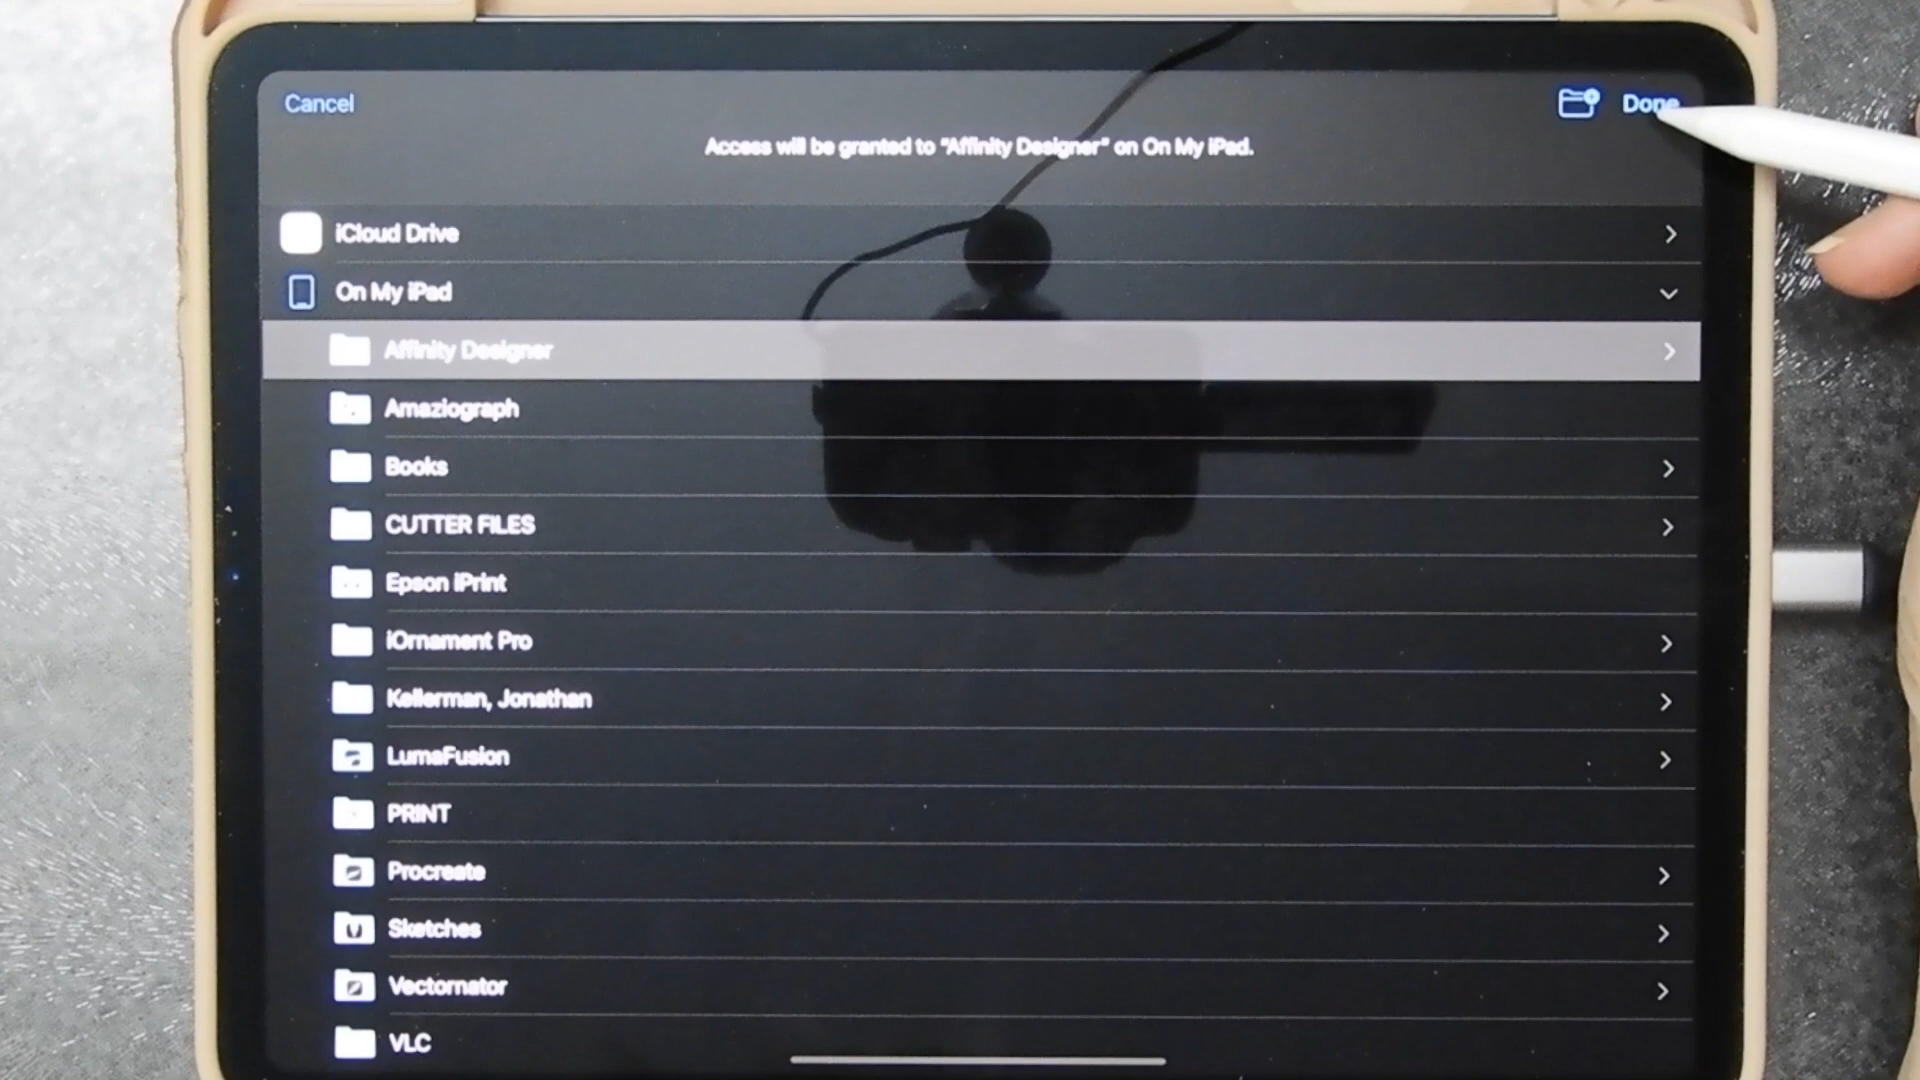 Cancel
Done
Access will be granted to "Affinity Designer" on On My iPad.
iCloud Drive
On My iPad
Affinity Designer
Amaziograph
Books
CUTTER FILES
Epson iPrint
iOrnament Pro
Kellerman, Jonathan
LumaFusion
PRINT
Procreate
Sketches
Vectornator
VLC